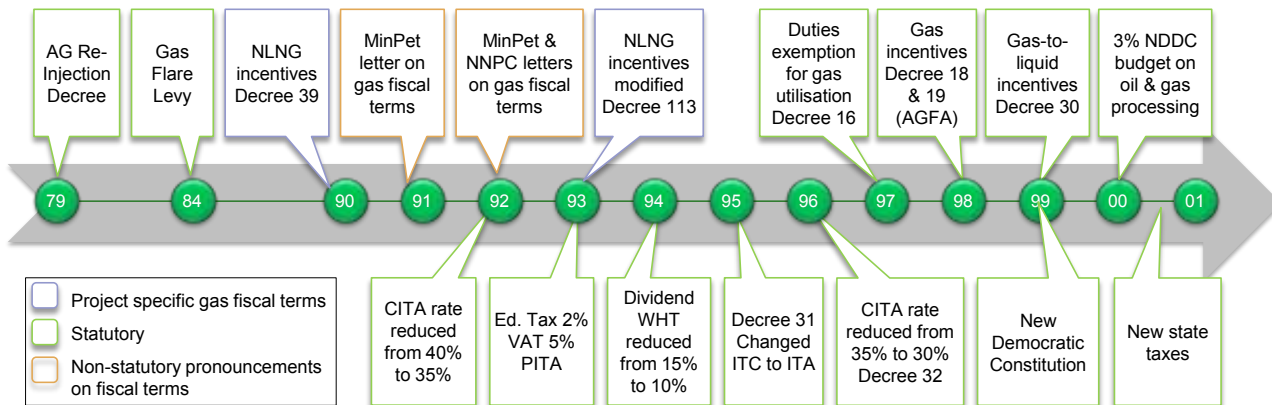 AG Re-
Injection
Decree
Gas
Flare
Levy
NLNG
incentives
Decree 39
MinPet
letter on
gas fiscal
terms
MinPet &
NNPC letters
on gas fiscal
terms
NLNG
incentives
modified
Decree 113
Duties
exemption
for gas
utilisation
Decree 16
Gas
incentives
Decree 18
& 19
(AGFA)
Gas-to-
liquid
incentives
Decree 30
3% NDDC
budget on
oil & gas
processing
79
84
90
91
92
93
94
95
96
97
98
99
00
01
Project specific gas fiscal terms
Statutory
Non-statutory pronouncements
on fiscal terms
CITA rate
reduced
from 40%
to 35%
Ed. Tax 2%
VAT 5%
PITA
Dividend
WHT
reduced
from 15%
to 10%
Decree 31
Changed
ITC to ITA
CITA rate
reduced from
35% to 30%
Decree 32
New
Democratic
Constitution
New state
taxes